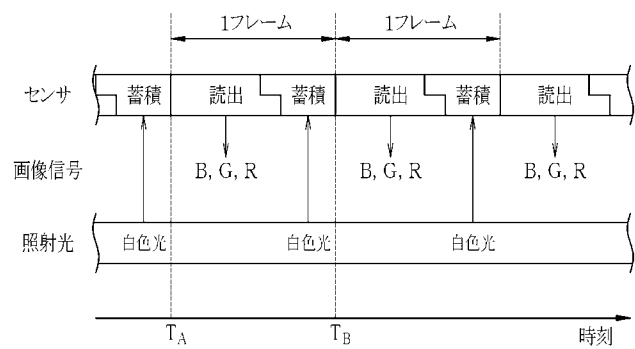 1フレーム 1フレーム
センサ 蓄積 読出 蓄積 読出 蓄積 読出
画像信号 B, G, R B, G, R B, G, R
照射光 白色光 白色光 白色光
TA TB 時刻